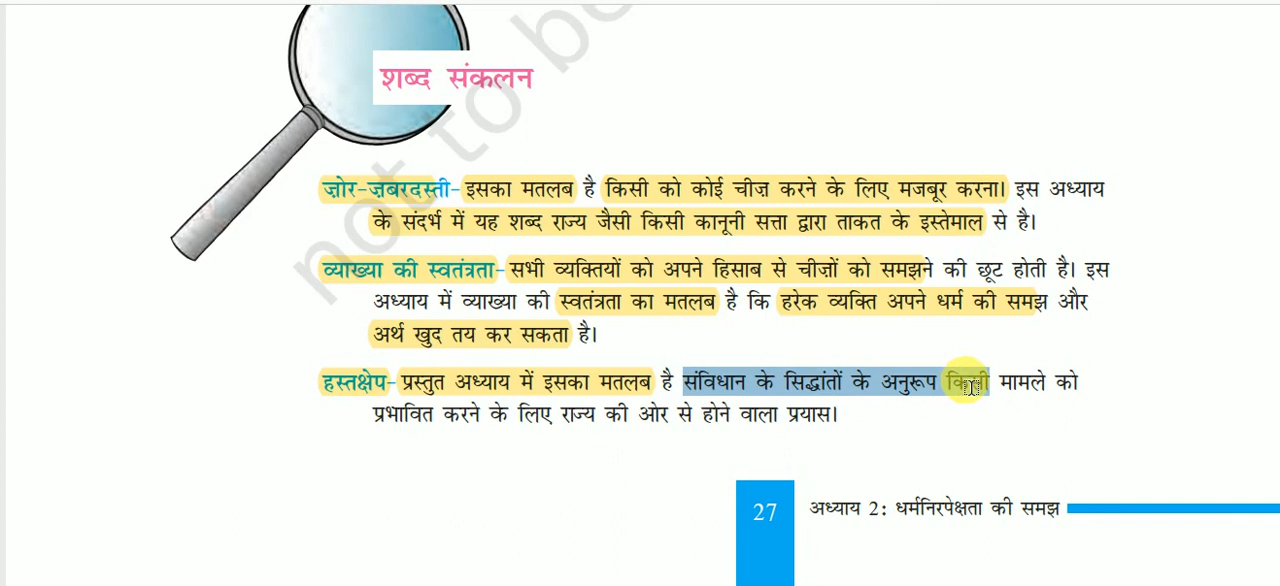 not to be
शब्द संकलन
ज़ोर-ज़बरदस्ती- इसका मतलब है किसी को कोई चीज़ करने के लिए मजबूर करना। इस अध्याय
के संदर्भ में यह शब्द राज्य जैसी किसी कानूनी सत्ता द्वारा ताकत के इस्तेमाल से है।
व्याख्या की स्वतंत्रता- सभी व्यक्तियों को अपने हिसाब से चीज़ों को समझने की छूट होती है। इस
अध्याय में व्याख्या की स्वतंत्रता का मतलब है कि हरेक व्यक्ति अपने धर्म की समझ और
अर्थ खुद तय कर सकता है।
हस्तक्षेप- प्रस्तुत अध्याय में इसका मतलब है संविधान के सिद्धांतों के अनुरूप किसी मामले को
प्रभावित करने के लिए राज्य की ओर से होने वाला प्रयास।
27 अध्याय 2: धर्मनिरपेक्षता की समझ